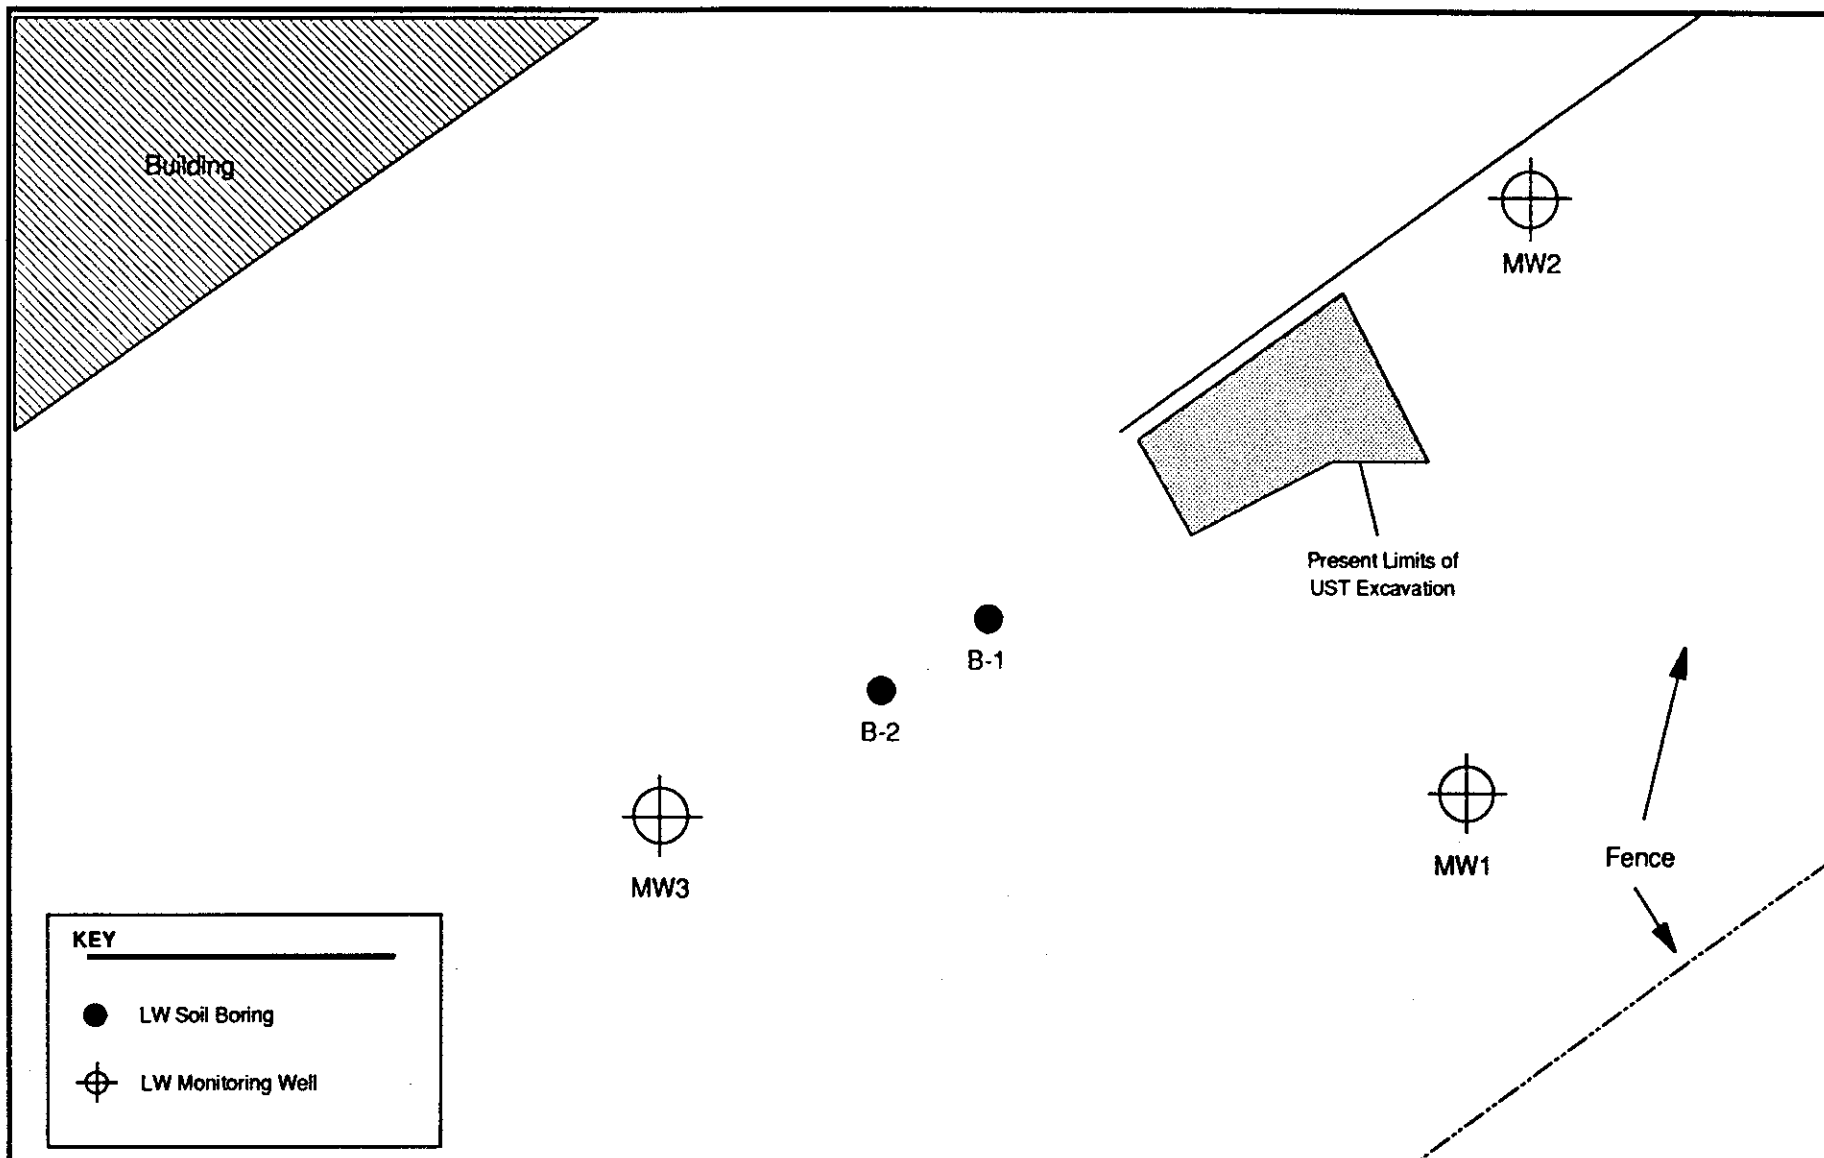 Building
MW2
Present Limits of
UST Excavation
B-1
B-2
MW3
MW1
Fence
KEY
LW Soil Boring
LW Monitoring Well